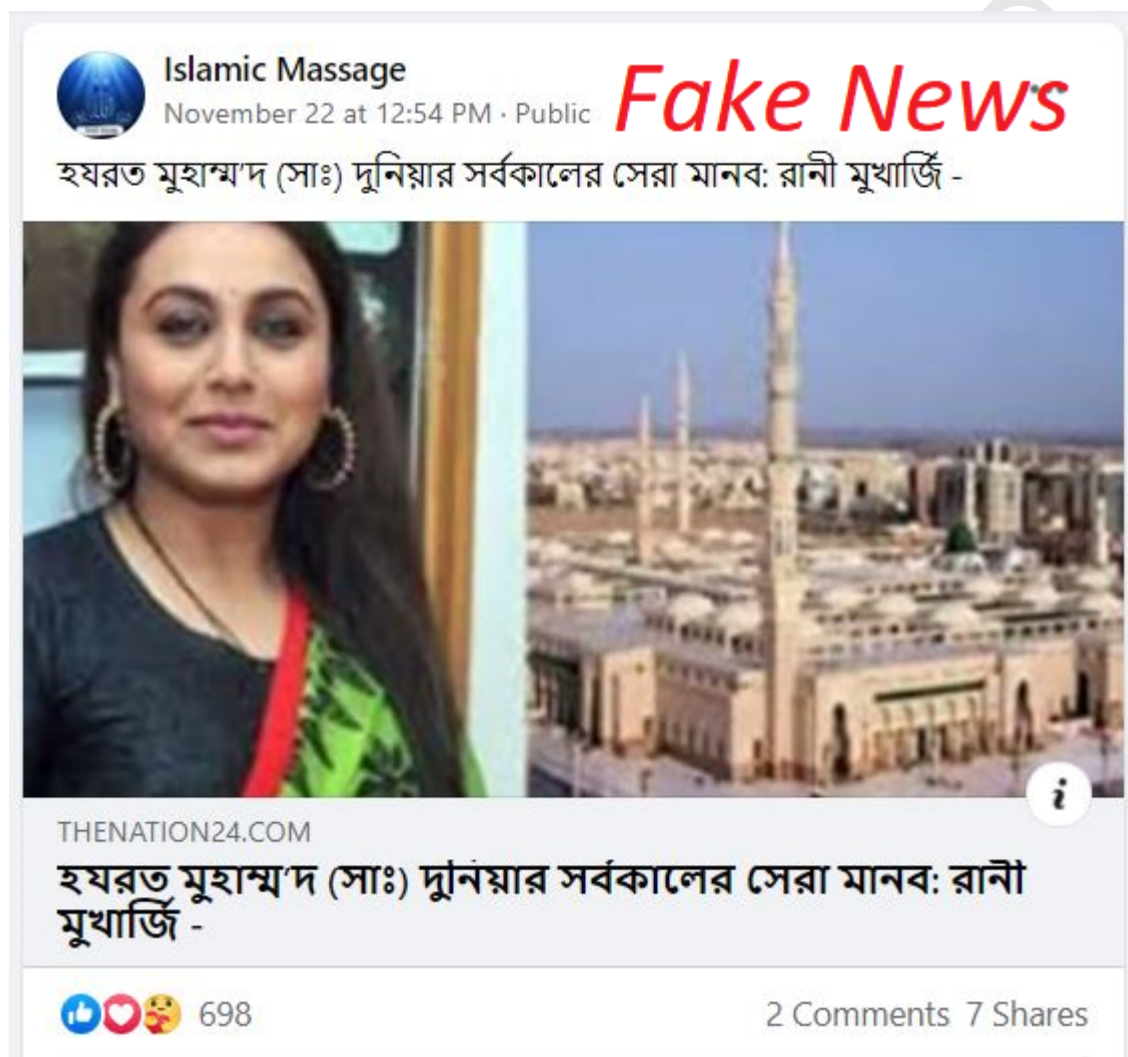 Islamic Massage
November 22 at 12:54 PM · Public
Fake News
হযরত মুহাম্ম'দ (সাঃ) দুনিয়ার সর্বকালের সেরা মানব: রানী মুখার্জি -
THENATION24.COM
হযরত মুহাম্ম'দ (সাঃ) দুনিয়ার সর্বকালের সেরা মানব: রানী
মুখার্জি -
698
2 Comments 7 Shares